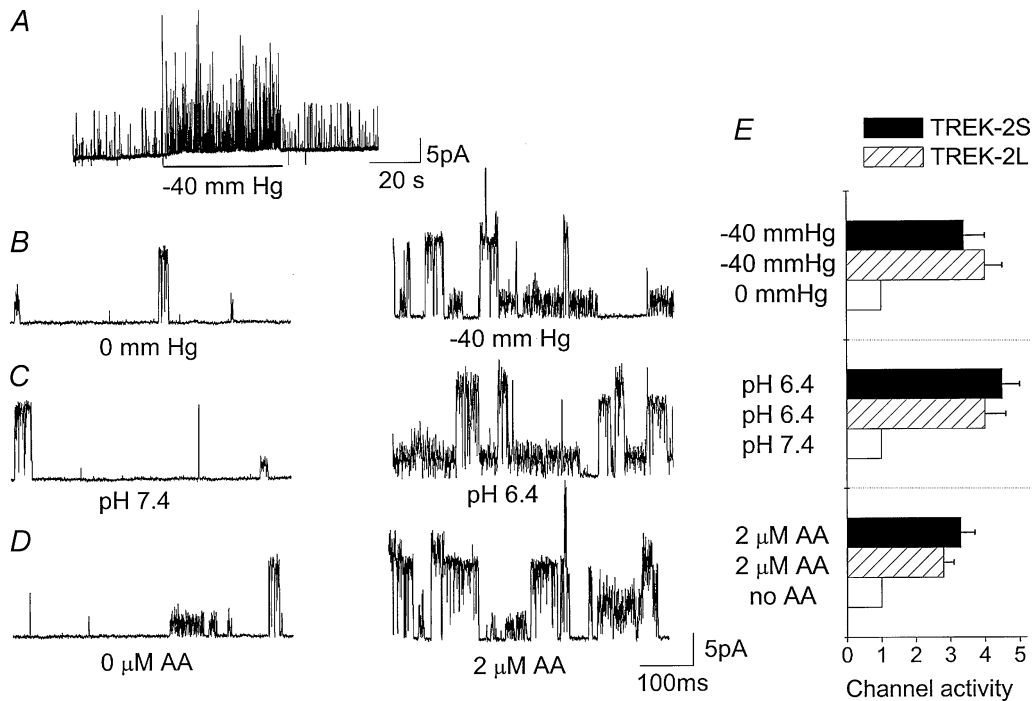 A
5pA
20 s
-40 mm Hg
B
0 mm Hg
-40 mm Hg
C
pH 7.4
pH 6.4
D
0 μM AA
2 μM AA
5pA
100ms
E
TREK-2S
TREK-2L
-40 mmHg
-40 mmHg
0 mmHg
pH 6.4
pH 6.4
pH 7.4
2 μM AA
2 μM AA
no AA
0 1 2 3 4 5
Channel activity